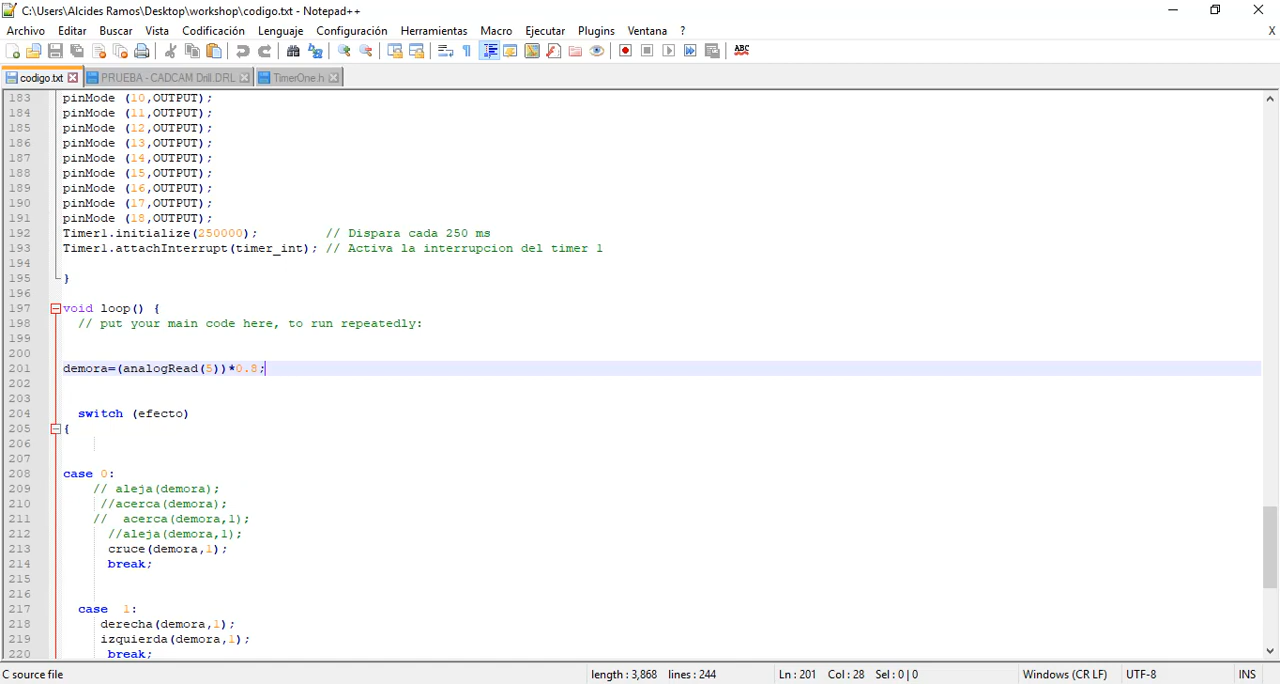 C:\Users\Alcides Ramos\Desktop\workshop\codigo.txt - Notepad++
Archivo Editar Buscar Vista Codificación Lenguaje Configuración Herramientas Macro Ejecutar Plugins Ventana ? X
ABC
codigo.txt PRUEBA - CADCAM Drill.DRL TimerOne.h
183 pinMode (10,OUTPUT);
184 pinMode (11,OUTPUT);
185 pinMode (12,OUTPUT);
186 pinMode (13,OUTPUT);
187 pinMode (14,OUTPUT);
188 pinMode (15,OUTPUT);
189 pinMode (16,OUTPUT);
190 pinMode (17,OUTPUT);
191 pinMode (18,OUTPUT);
192 Timer1.initialize(250000); // Dispara cada 250 ms
193 Timer1.attachInterrupt(timer_int); // Activa la interrupcion del timer 1
194
195 }
196
197 void loop() {
198 // put your main code here, to run repeatedly:
199
200
201 demora=(analogRead(5))*0.8;
202
203
204 switch (efecto)
205 {
206
207
208 case 0:
209 // aleja(demora);
210 //acerca(demora);
211 // acerca(demora,1);
212 //aleja(demora,1);
213 cruce(demora,1);
214 break;
215
216
217 case 1:
218 derecha(demora,1);
219 izquierda(demora,1);
220 break;
C source file length : 3,868 lines : 244 Ln : 201 Col : 28 Sel : 0 | 0 Windows (CR LF) UTF-8 INS